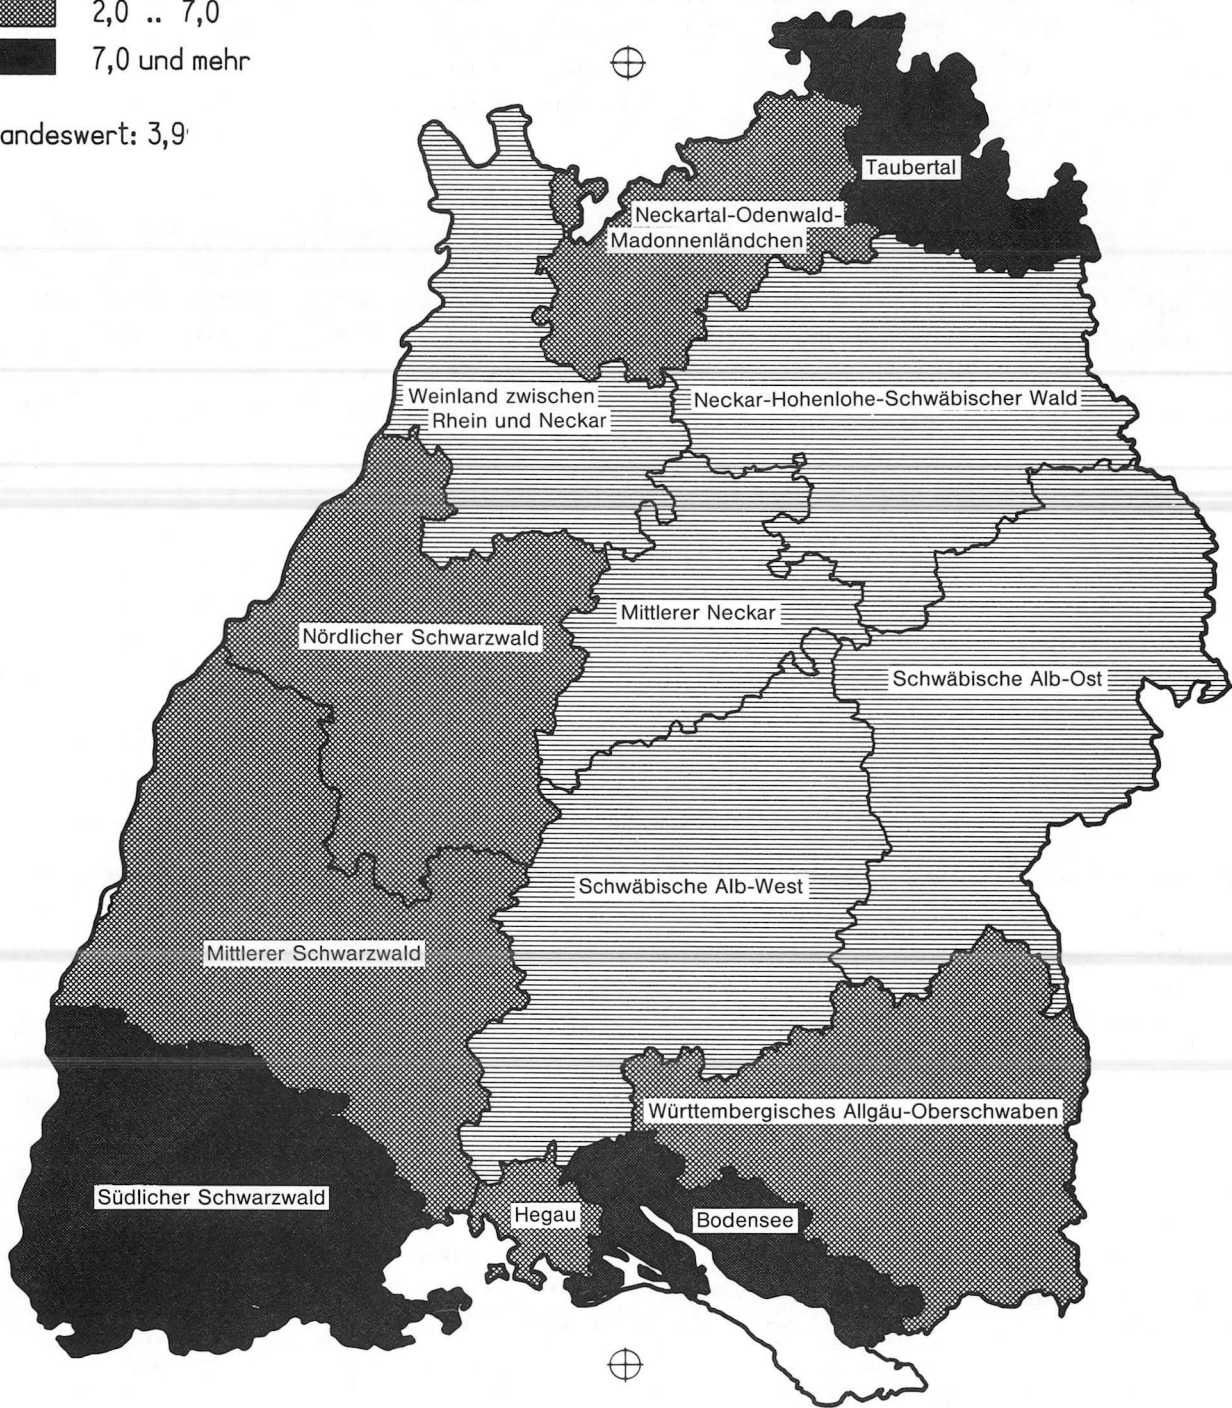 2,0 .. 7,0
7,0 und mehr
andeswert: 3,9
Taubertal
Neckartal-Odenwald-
Madonnenländchen
Weinland zwischen
Rhein und Neckar
Neckar-Hohenlohe-Schwäbischer Wald
Mittlerer Neckar
Nördlicher Schwarzwald
Schwäbische Alb-Ost
Schwäbische Alb-West
Mittlerer Schwarzwald
Württembergisches Allgäu-Oberschwaben
Südlicher Schwarzwald
Hegau
Bodensee